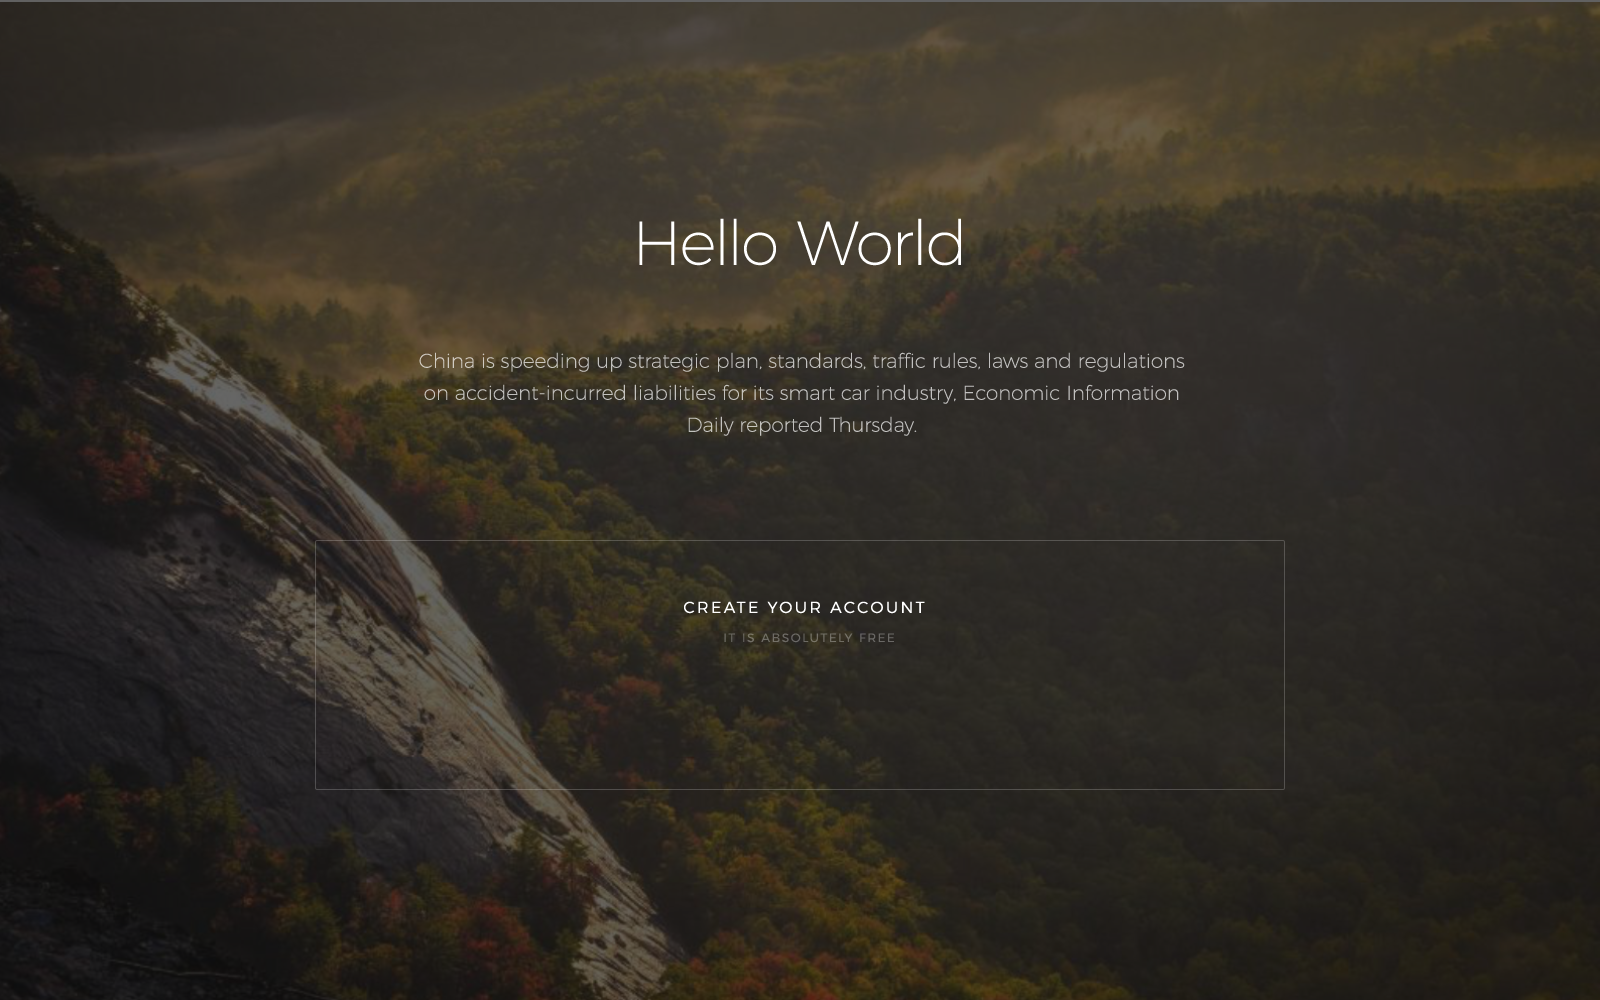 Hello World
China is speeding up strategic plan, standards, traffic rules, laws and regulations
on accident-incurred liabilities for its smart car industry, Economic Information
Daily reported Thursday.
CREATE YOUR ACCOUNT
IT IS ABSOLUTELY FREE